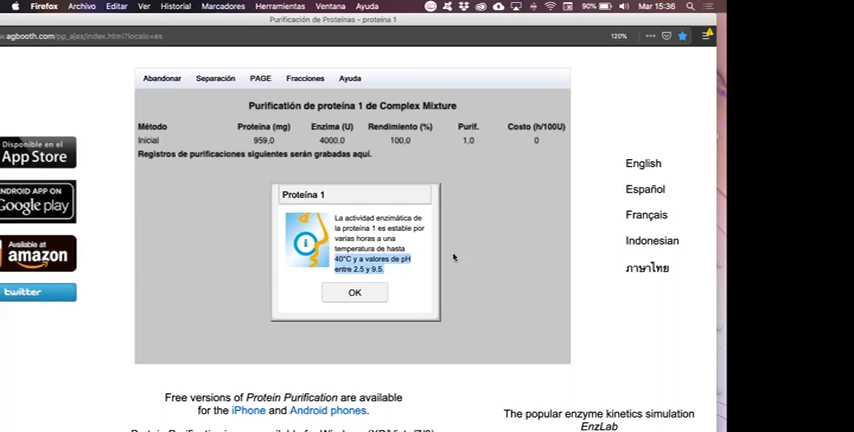 Firefox Archivo Editar Ver Historial Marcadores Herramientas Ventana Ayuda 90% Mar 15:36
Purificación de Proteínas - proteína 1
w.agbooth.com/pp_ajax/index.html?locale=es 120%
Abandonar Separación PAGE Fracciones Ayuda
Purificatión de proteína 1 de Complex Mixture
Método Proteína (mg) Enzima (U) Rendimiento (%) Purif. Costo (h/100U)
Inicial 959,0 4000,0 100,0 1,0 0
Registros de purificaciones siguientes serán grabadas aquí.
Proteína 1
La actividad enzimática de
la proteína 1 es estable por
varias horas a una
temperatura de hasta
40°C y a valores de pH
entre 2.5 y 9.5.
OK
Disponible en el
App Store
ANDROID APP ON
Google play
Available at
amazon
twitter
English
Español
Français
Indonesian
ภาษาไทย
Free versions of Protein Purification are available
for the iPhone and Android phones.
The popular enzyme kinetics simulation
EnzLab